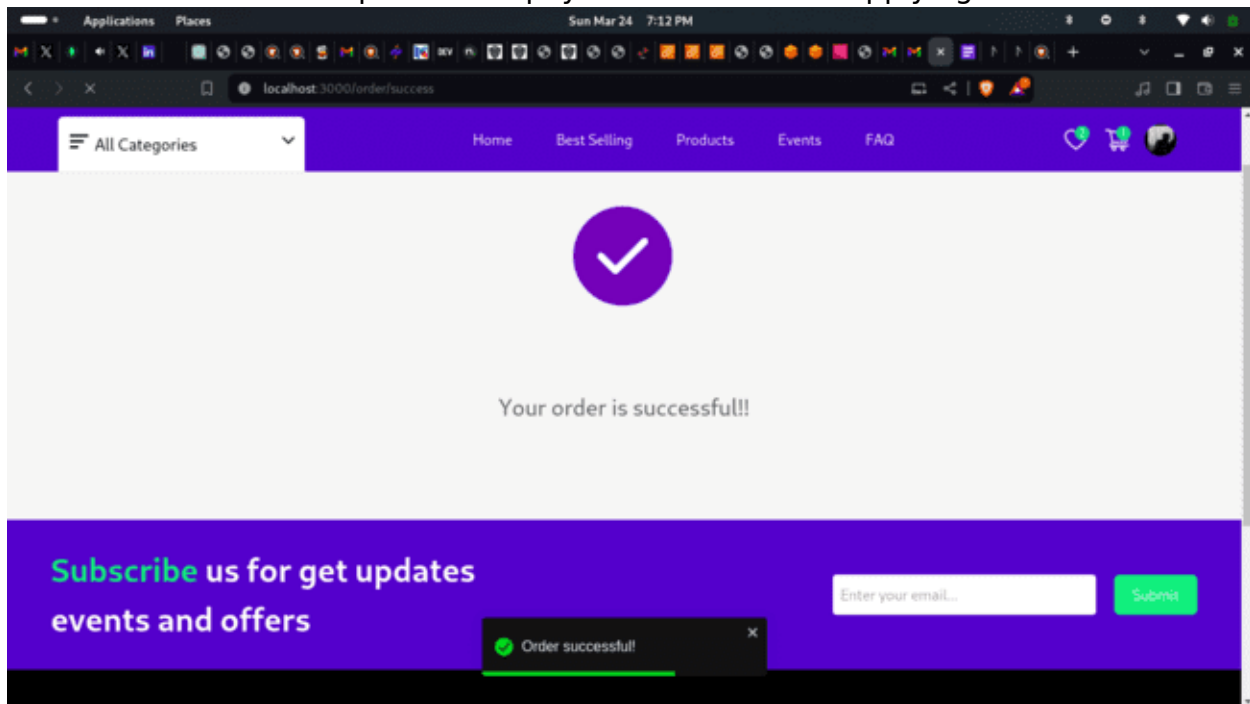 Applications Places Sun Mar 24 7:12 PM
localhost:3000/order/success
All Categories Home Best Selling Products Events FAQ 2 1
Your order is successful!!
Subscribe us for get updates
events and offers
Enter your email... Submit
Order successful!